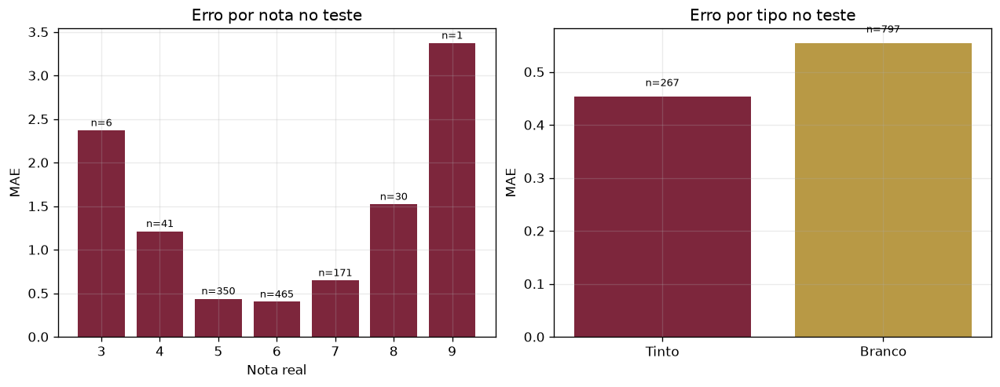 Erro por nota no teste
3.5
3.0
2.5
2.0
1.5
1.0
0.5
0.0
MAE
n=6
n=41
n=350
n=465
n=171
n=30
n=1
3 4 5 6 7 8 9
Nota real
Erro por tipo no teste
0.5
0.4
0.3
0.2
0.1
0.0
MAE
n=267
n=797
Tinto Branco